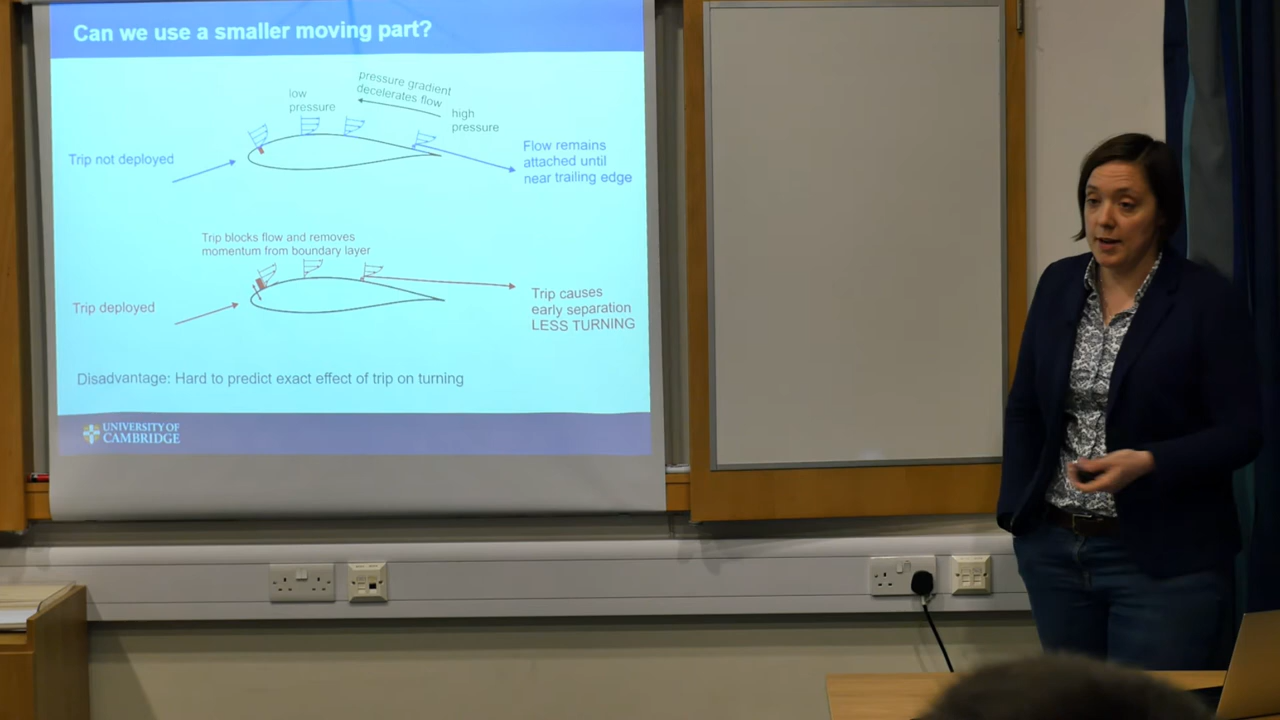 Can we use a smaller moving part?
pressure gradient
decelerates flow
low
pressure
high
pressure
Trip not deployed
Flow remains
attached until
near trailing edge
Trip blocks flow and removes
momentum from boundary layer
Trip deployed
Trip causes
early separation
LESS TURNING
Disadvantage: Hard to predict exact effect of trip on turning
UNIVERSITY OF
CAMBRIDGE